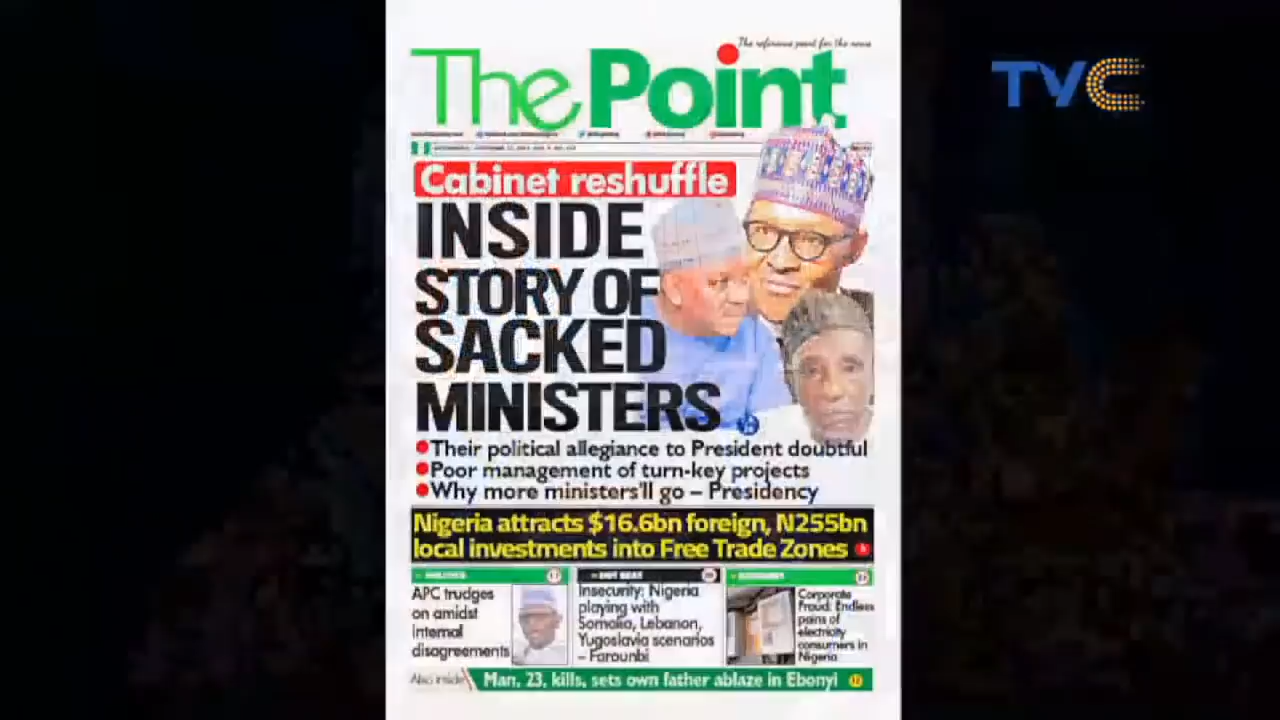 The reference point for the news
The Point
TVC
Cabinet reshuffle
INSIDE
STORY OF
SACKED
MINISTERS
Their political allegiance to President doubtful
Poor management of turn-key projects
Why more ministers'll go – Presidency
Nigeria attracts $16.6bn foreign, N255bn
local investments into Free Trade Zones
APC trudges
on amidst
internal
disagreements
Insecurity: Nigeria
playing with
Somalia, Lebanon,
Yugoslavia scenarios
– Farounbi
Corporate
Fraud: Endless
pains of
electricity
consumers in
Nigeria
Also inside
Man, 23, kills, sets own father ablaze in Ebonyi